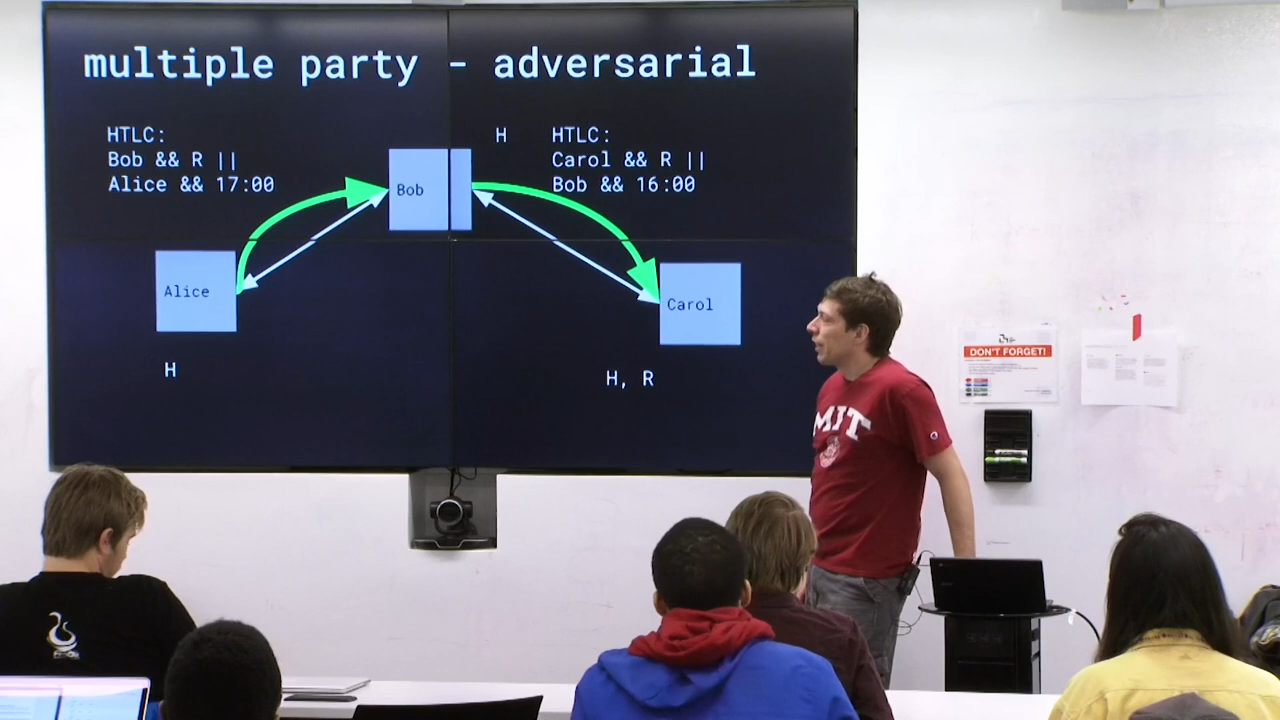 multiple party - adversarial
HTLC:
Bob && R ||
Alice && 17:00
H
HTLC:
Carol && R ||
Bob && 16:00
Bob
Alice
Carol
H
H, R
MIT
DON'T FORGET!